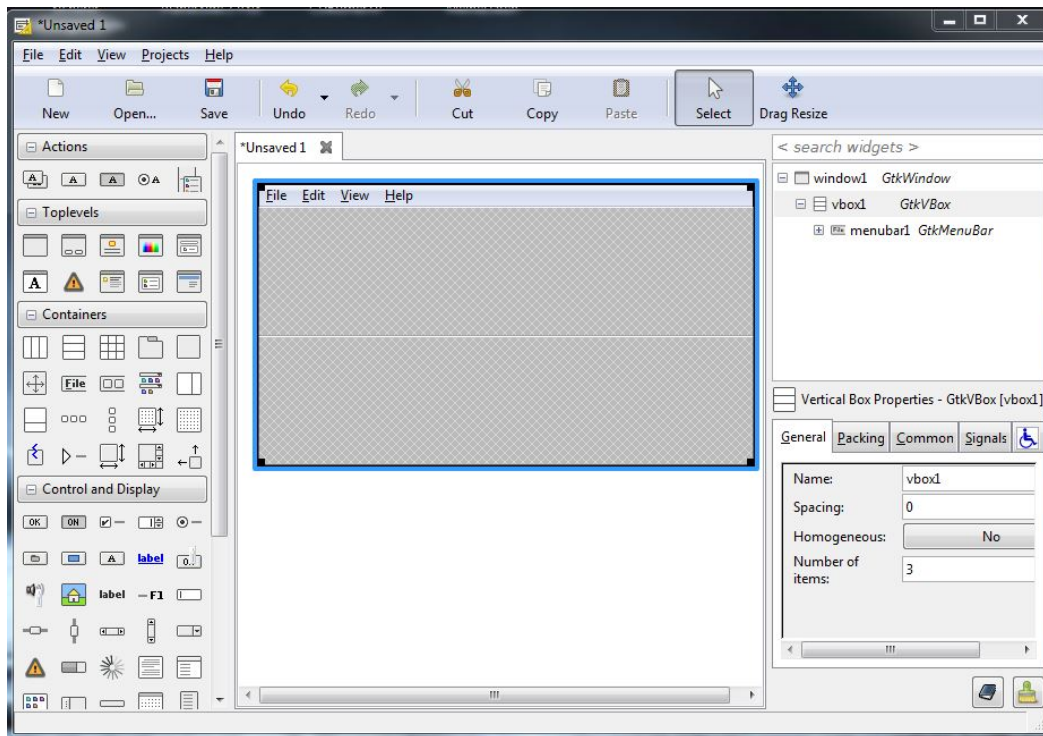 *Unsaved 1
File Edit View Projects Help
New Open... Save Undo Redo Cut Copy Paste Select Drag Resize
Actions
*Unsaved 1
< search widgets >
A A A A
window1 GtkWindow
File Edit View Help
vbox1 GtkVBox
Toplevels
menubar1 GtkMenuBar
A
Containers
File
Vertical Box Properties - GtkVBox [vbox1]
General Packing Common Signals
Control and Display
Name: vbox1
Spacing: 0
OK ON
Homogeneous: No
A label 0.
Number of
items: 3
label F1